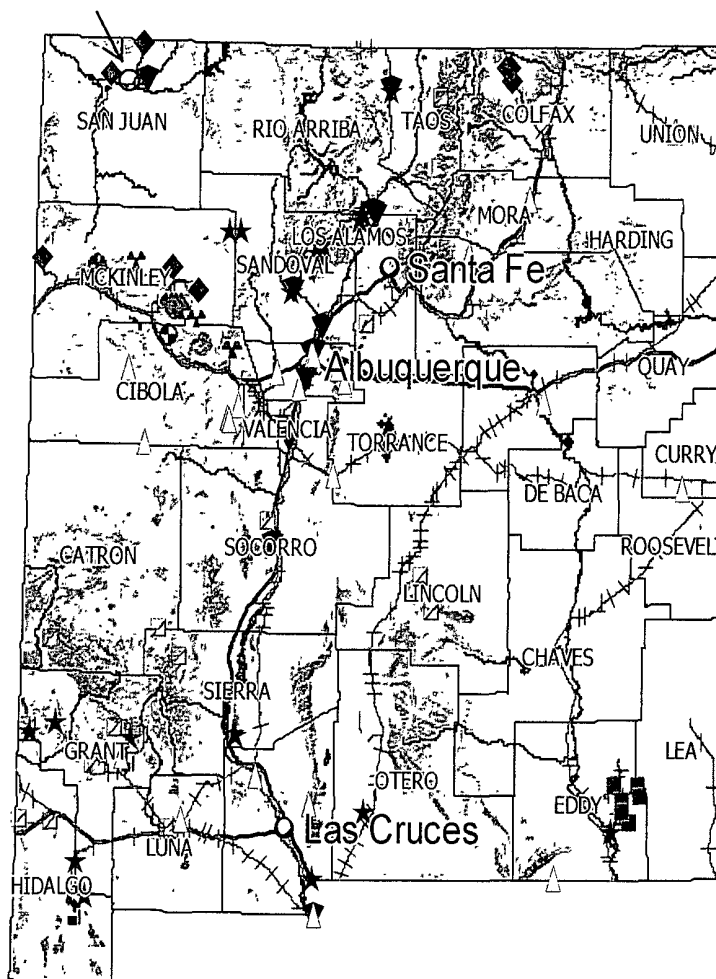 SAN JUAN
RIO ARRIBA
TAOS
COLFAX
UNION
MORA
LOS ALAMOS
HARDING
SANDOVAL
MCKINLEY
Santa Fe
Albuquerque
QUAY
CIBOLA
VALENCIA
TORRANCE
CURRY
DE BACA
CATRON
SOCORRO
ROOSEVELT
LINCOLN
CHAVES
SIERRA
GRANT
LEA
OTERO
EDDY
Las Cruces
LUNA
HIDALGO